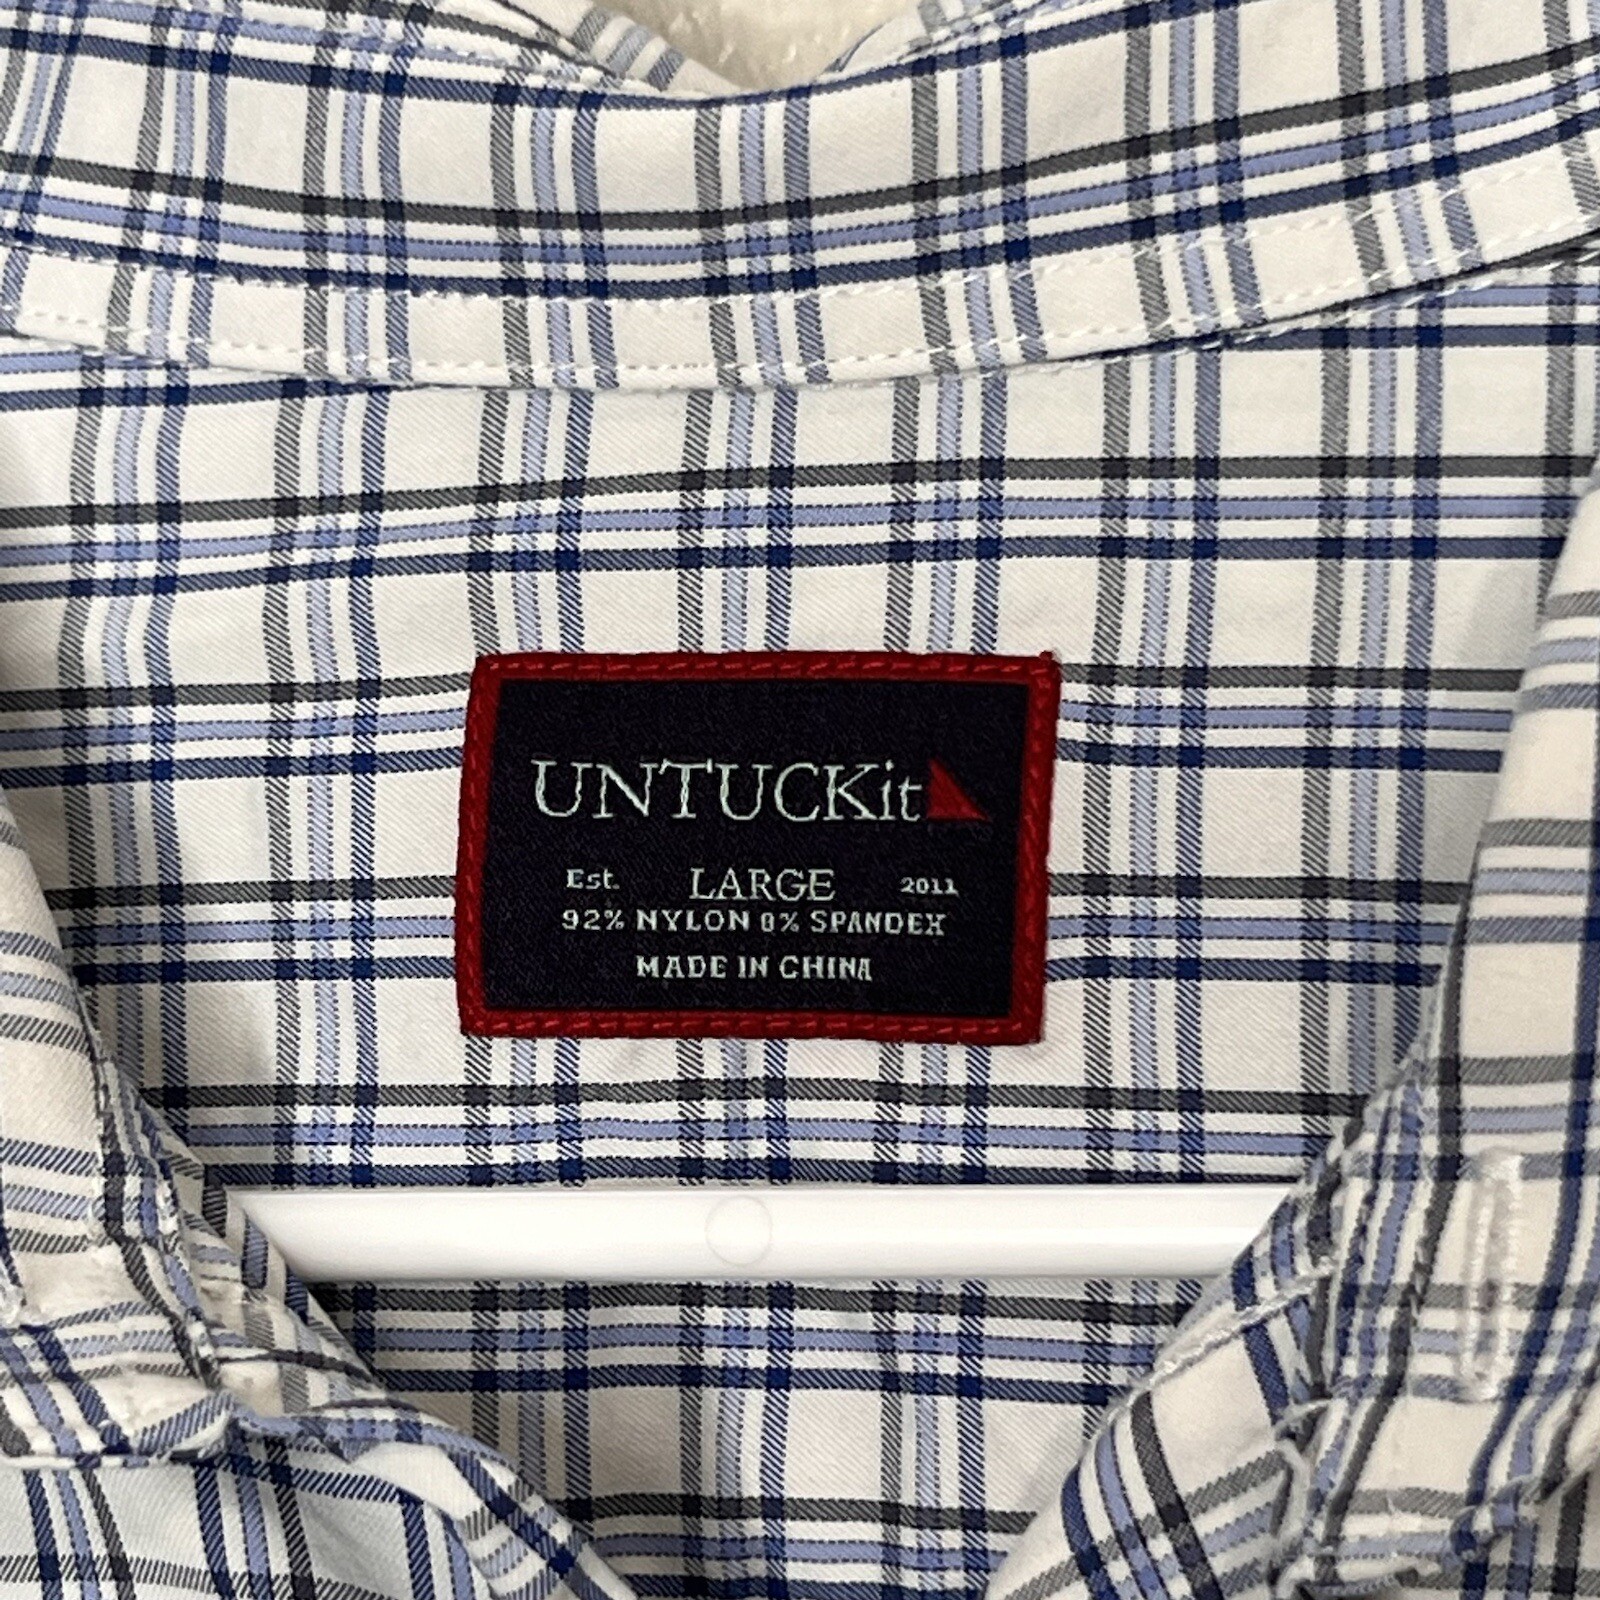 UNTUCKit
Est. LARGE 2011
92% NYLON 8% SPANDEX
MADE IN CHINA